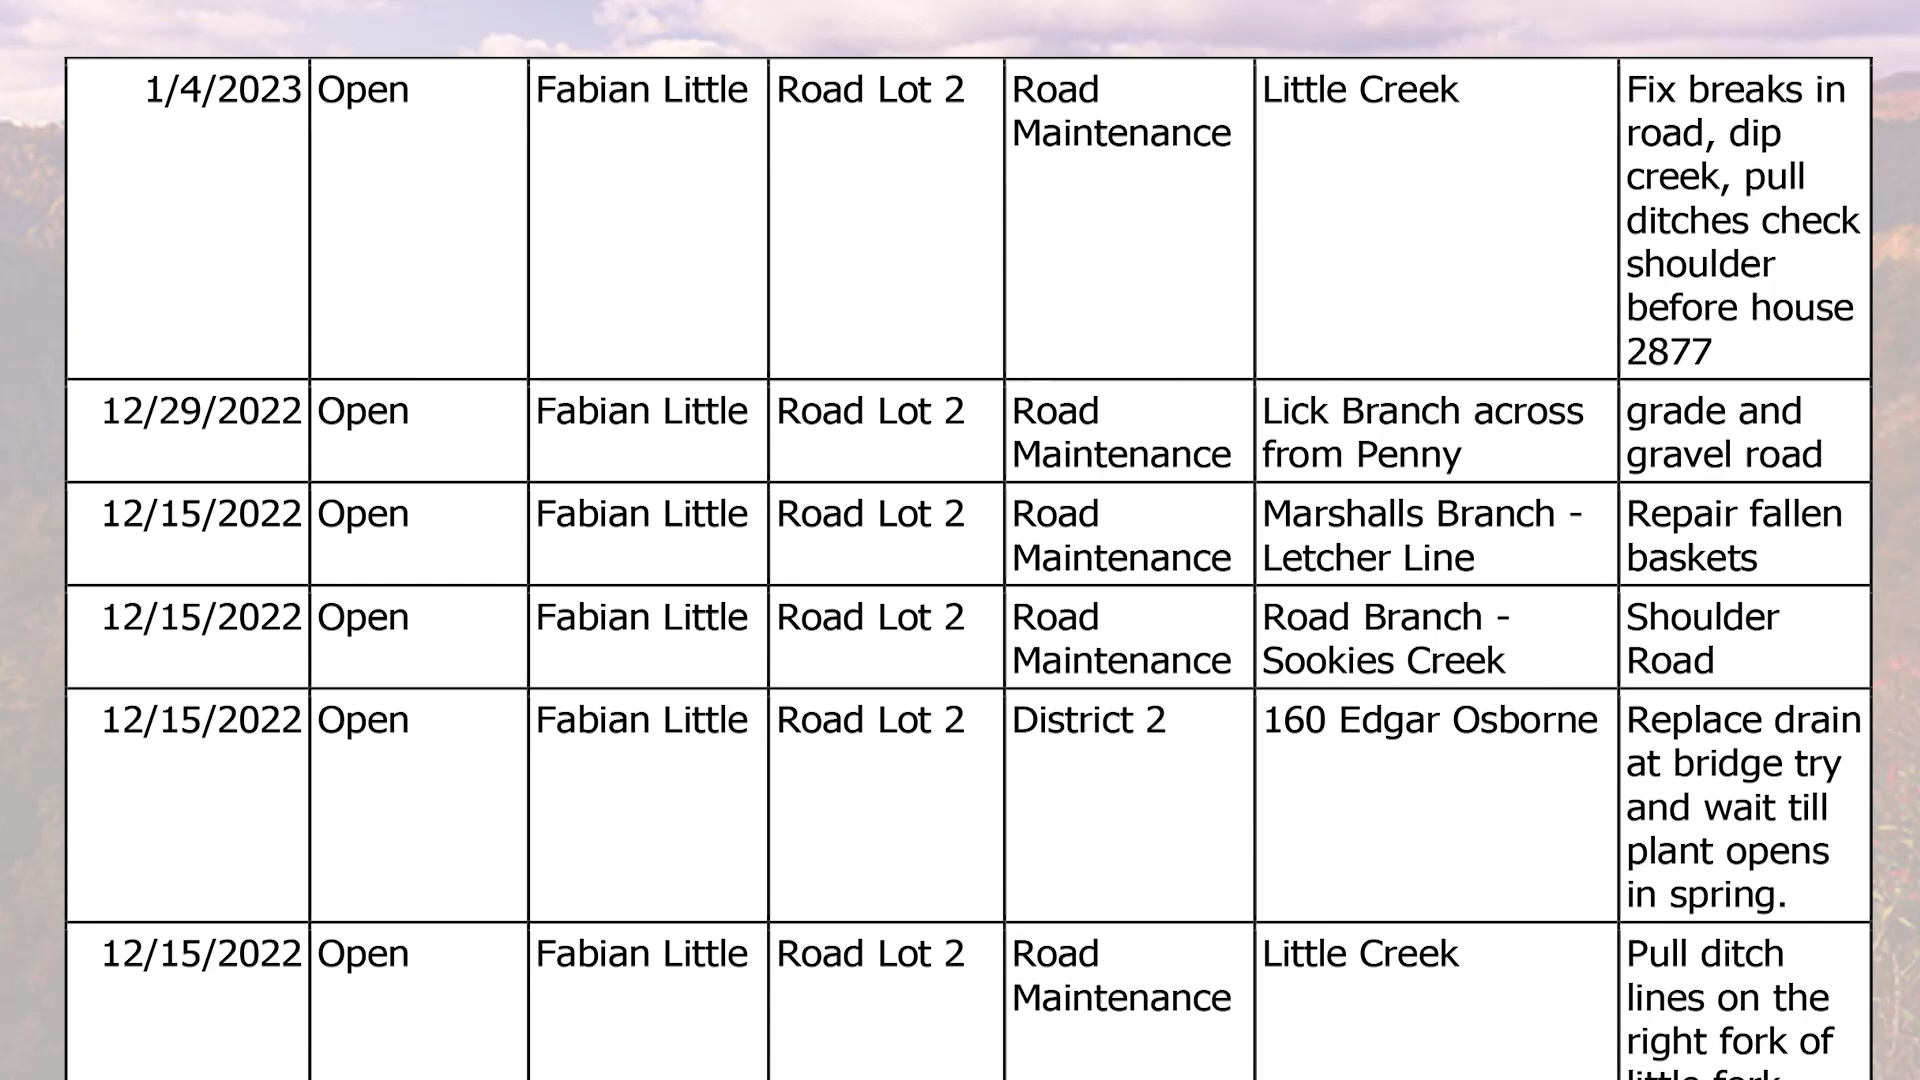 1/4/2023 Open Fabian Little Road Lot 2 Road Little Creek Fix breaks in
Maintenance road, dip
creek, pull
ditches check
shoulder
before house
2877
12/29/2022 Open Fabian Little Road Lot 2 Road Lick Branch across grade and
Maintenance from Penny gravel road
12/15/2022 Open Fabian Little Road Lot 2 Road Marshalls Branch - Repair fallen
Maintenance Letcher Line baskets
12/15/2022 Open Fabian Little Road Lot 2 Road Road Branch - Shoulder
Maintenance Sookies Creek Road
12/15/2022 Open Fabian Little Road Lot 2 District 2 160 Edgar Osborne Replace drain
at bridge try
and wait till
plant opens
in spring.
12/15/2022 Open Fabian Little Road Lot 2 Road Little Creek Pull ditch
Maintenance lines on the
right fork of
little fork